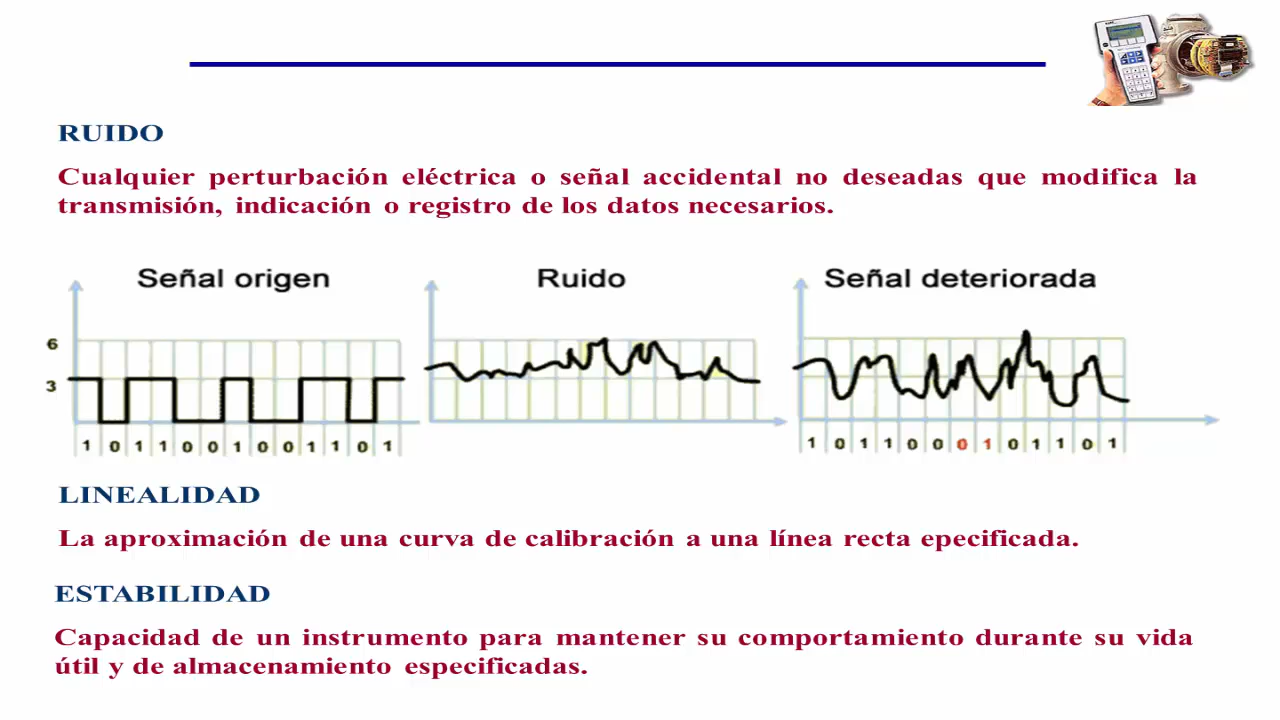 RUIDO
Cualquier perturbación eléctrica o señal accidental no deseadas que modifica la
transmisión, indicación o registro de los datos necesarios.
Señal origen
Ruido
Señal deteriorada
6
3
1 0 1 1 0 0 1 0 0 1 1 0 1
1 0 1 1 0 0 0 1 0 1 1 0 1
LINEALIDAD
La aproximación de una curva de calibración a una línea recta epecificada.
ESTABILIDAD
Capacidad de un instrumento para mantener su comportamiento durante su vida
útil y de almacenamiento especificadas.